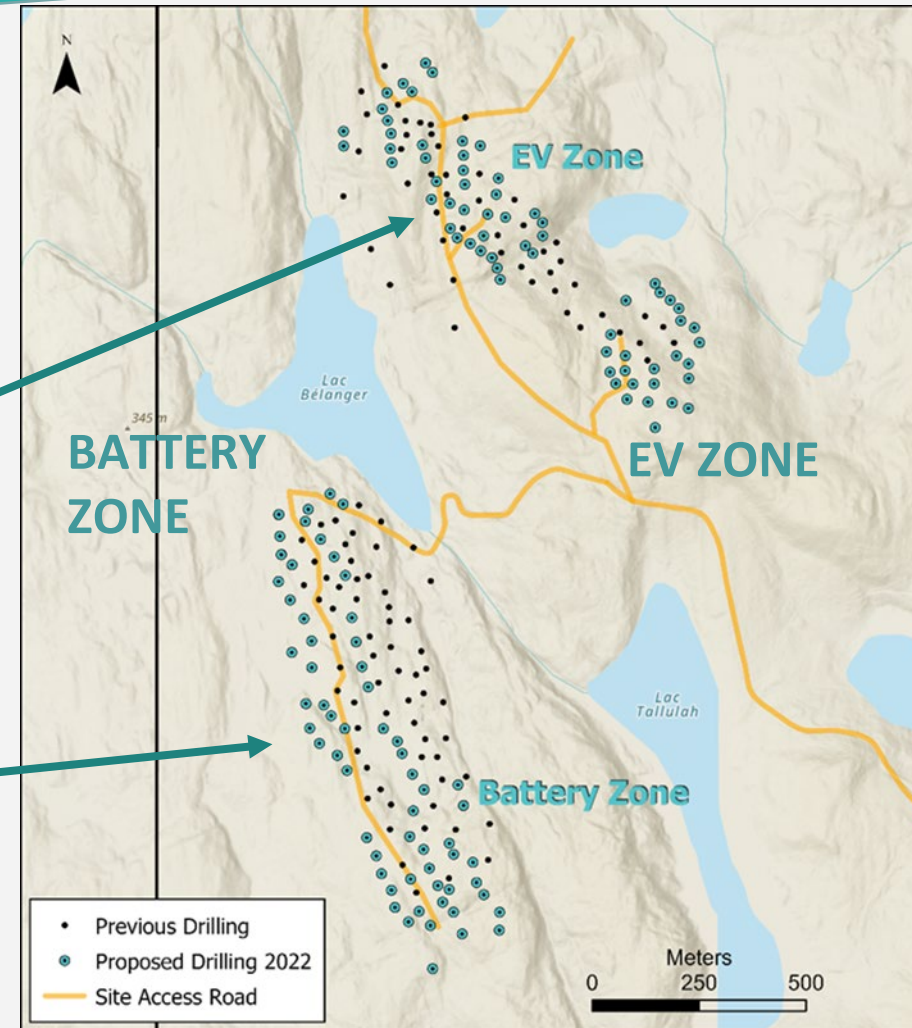 N
EV Zone
Lac
Bélanger
345 m
BATTERY
ZONE
EV ZONE
Lac
Tallulah
Battery Zone
Previous Drilling
Proposed Drilling 2022
Site Access Road
Meters
0 250 500